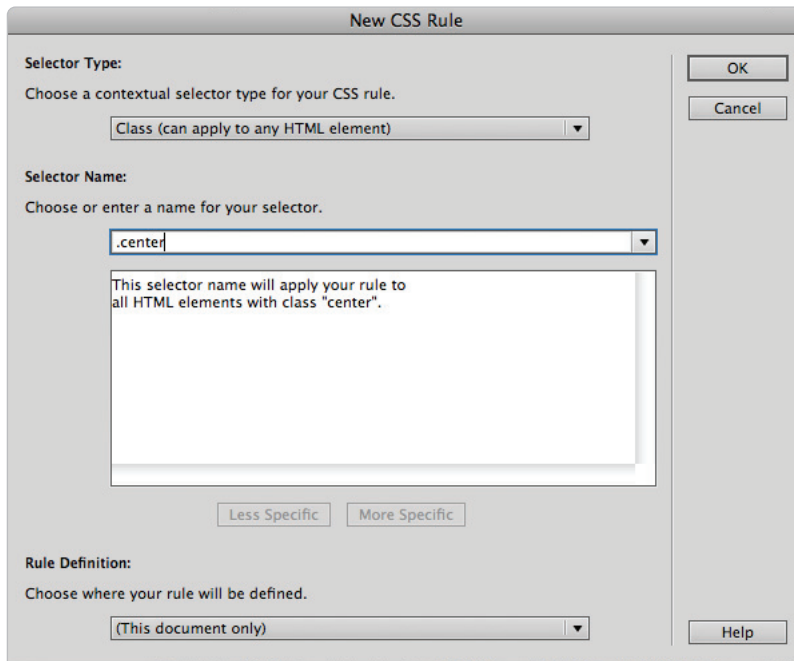 New CSS Rule
Selector Type:
OK
Choose a contextual selector type for your CSS rule.
Cancel
Class (can apply to any HTML element)
Selector Name:
Choose or enter a name for your selector.
.center
This selector name will apply your rule to
all HTML elements with class "center".
Less Specific
More Specific
Rule Definition:
Choose where your rule will be defined.
(This document only)
Help